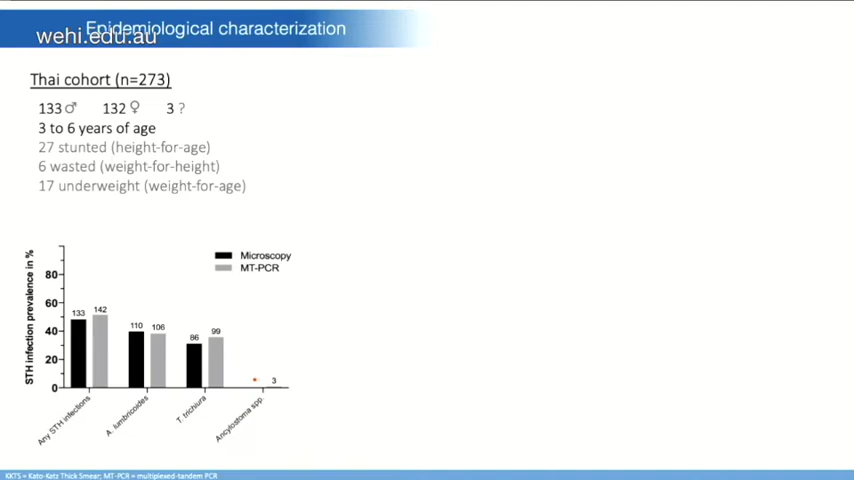 Epidemiological characterization
wehi.edu.au
Thai cohort (n=273)
133♂ 132♀ 3 ?
3 to 6 years of age
27 stunted (height-for-age)
6 wasted (weight-for-height)
17 underweight (weight-for-age)
STH infection prevalence in %
80
60
40
20
0
Microscopy
MT-PCR
133 142
110 106
86 99
* 3
Any STH infections
A. lumbricoides
T. trichiura
Ancylostoma spp.
KKTS = Kato-Ketz Thick Smear; MT-PCR = multiplexed-tandem PCR